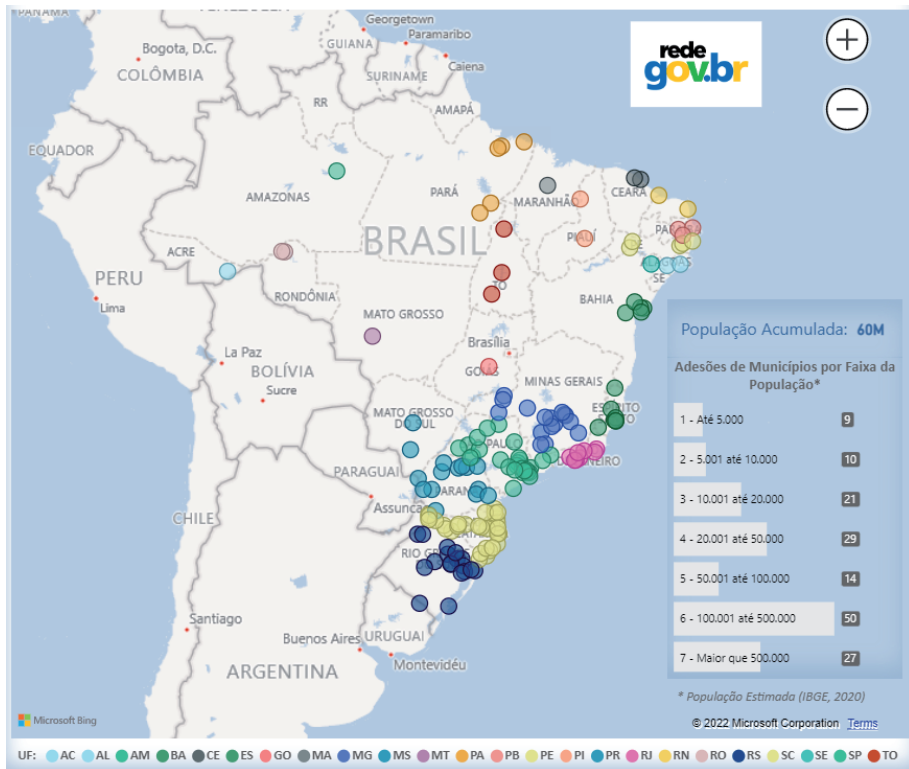 PANAMÁ
Georgetown
Paramaribo
GUIANA
Bogota, D.C.
Caiena
COLÔMBIA
SURINAME
rede
gov.br
RR
AMAPÁ
EQUADOR
AMAZONAS
PARÁ
MARANHÃO
CEARÁ
BRASIL
PIAUÍ
ACRE
PERU
SE
Lima
RONDÔNIA
TO
BAHIA
MATO GROSSO
La Paz
Brasília
BOLÍVIA
GOIÁS
Sucre
MINAS GERAIS
MATO GROSSO
PARAGUAI
CHILE
Santiago
Buenos Aires
URUGUAI
Montevidéu
ARGENTINA
População Acumulada: 60M
Adesões de Municípios por Faixa da
População*
1 - Até 5.000 9
2 - 5.001 até 10.000 10
3 - 10.001 até 20.000 21
4 - 20.001 até 50.000 29
5 - 50.001 até 100.000 14
6 - 100.001 até 500.000 50
7 - Maior que 500.000 27
* População Estimada (IBGE, 2020)
Microsoft Bing
© 2022 Microsoft Corporation Terms
UF: AC AL AM BA CE ES GO MA MG MS MT PA PB PE PI PR RJ RN RO RS SC SE SP TO